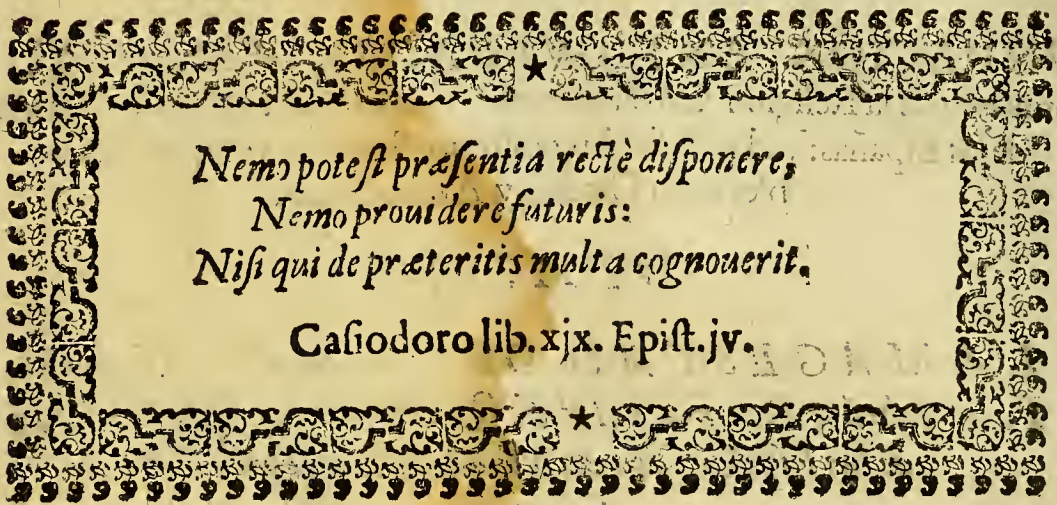 Nemo poteſt præſentia rectè diſponere,
Nemo prouidere futuris:
Niſi qui de præteritis multa cognouerit.
Caſiodoro lib. xjx. Epiſt. jv.